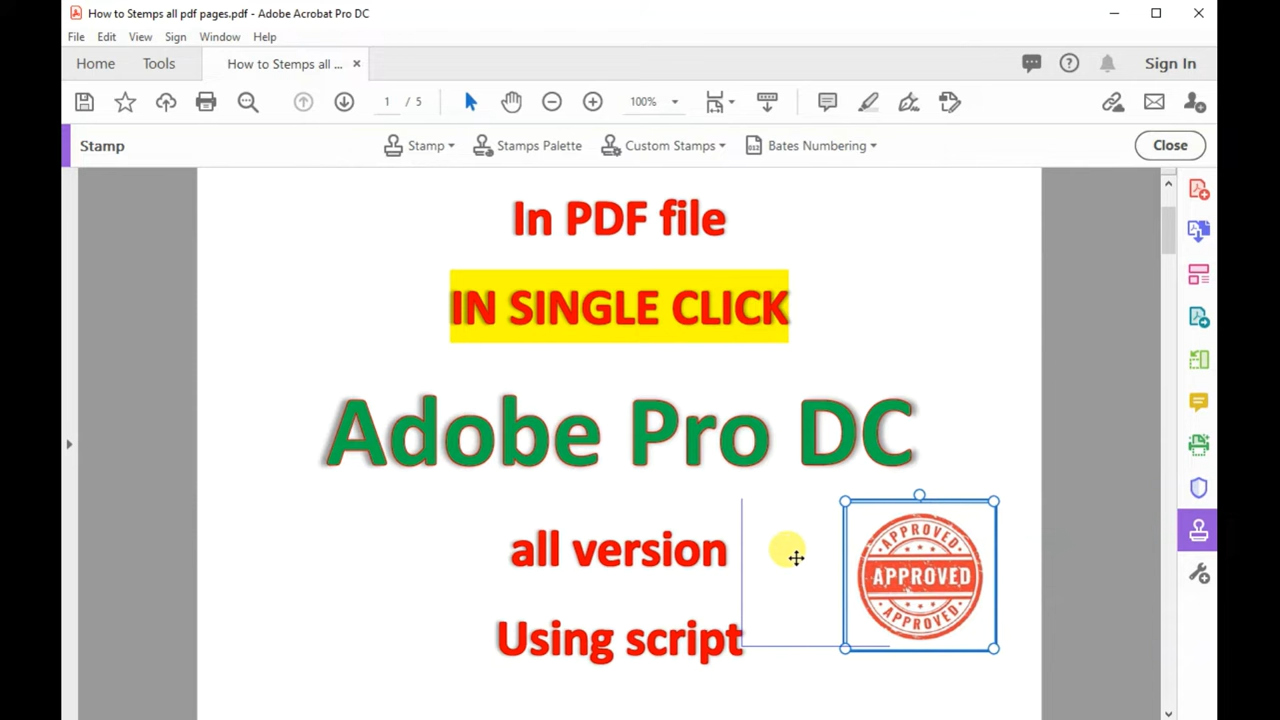 How to Stemps all pdf pages.pdf - Adobe Acrobat Pro DC
File Edit View Sign Window Help
Home Tools How to Stemps all ... Sign In
1 / 5 100%
Stamp Stamp Stamps Palette Custom Stamps Bates Numbering Close
In PDF file
IN SINGLE CLICK
Adobe Pro DC
all version
APPROVED
APPROVED
APPROVED
Using script